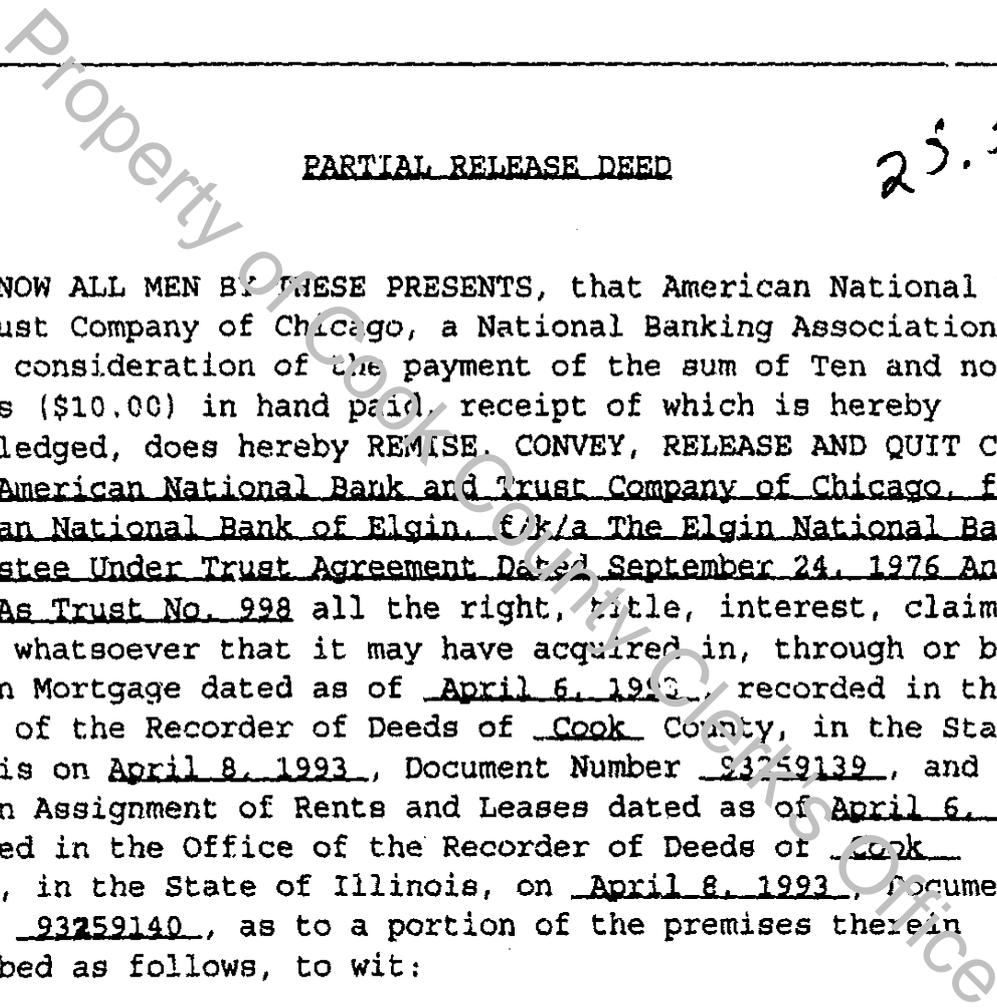 PARTIAL RELEASE DEED
25.
NOW ALL MEN BY THESE PRESENTS, that American National
ust Company of Chicago, a National Banking Association
consideration of the payment of the sum of Ten and no
s ($10.00) in hand paid, receipt of which is hereby
ledged, does hereby REMISE, CONVEY, RELEASE AND QUIT C
American National Bank and Trust Company of Chicago, f
an National Bank of Elgin, f/k/a The Elgin National Ba
stee Under Trust Agreement Dated September 24, 1976 An
As Trust No. 998 all the right, title, interest, claim
whatsoever that it may have acquired in, through or b
n Mortgage dated as of April 6, 1993, recorded in th
of the Recorder of Deeds of Cook County, in the Sta
is on April 8, 1993, Document Number 93259139, and
n Assignment of Rents and Leases dated as of April 6,
ed in the Office of the Recorder of Deeds of Cook
, in the State of Illinois, on April 8, 1993, Docume
93259140, as to a portion of the premises therein
bed as follows, to wit:
Property of Cook County Clerk's Office